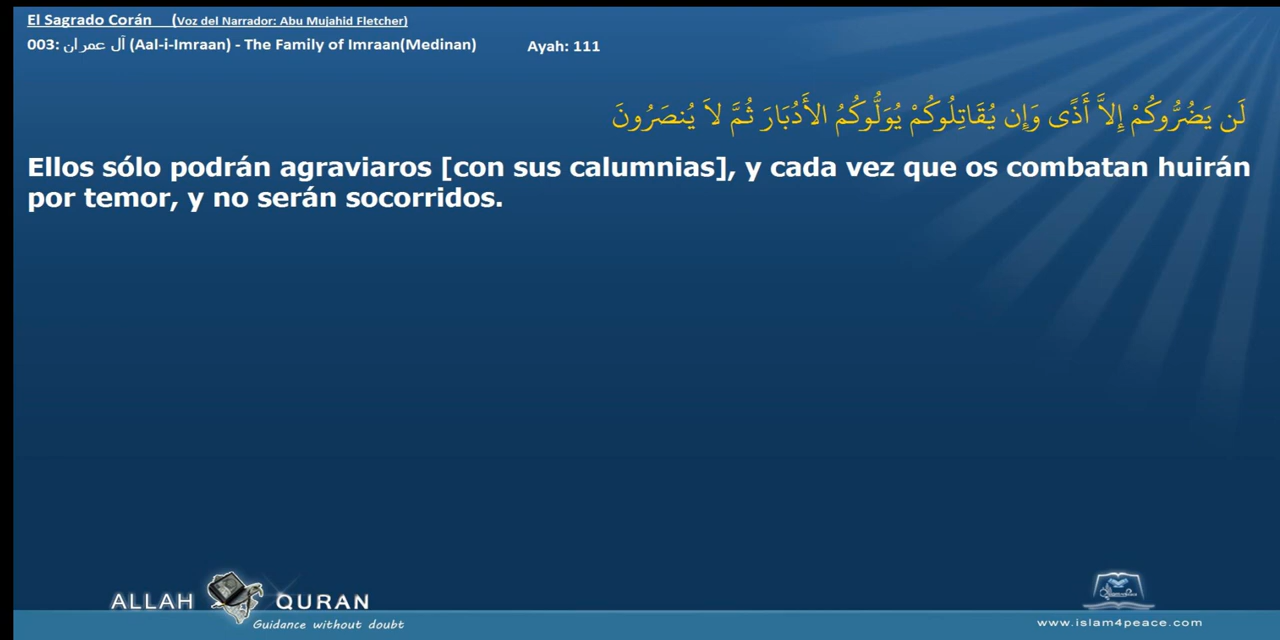 El Sagrado Corán (Voz del Narrador: Abu Mujahid Fletcher)
003: آل عمران (Aal-i-Imraan) - The Family of Imraan(Medinan) Ayah: 111
لَن يَضُرُّوكُمْ إِلاَّ أَذًى وَإِن يُقَاتِلُوكُمْ يُوَلُّوكُمُ الأَدُبَارَ ثُمَّ لاَ يُنصَرُونَ
Ellos sólo podrán agraviaros [con sus calumnias], y cada vez que os combatan huirán
por temor, y no serán socorridos.
ALLAH QURAN
Guidance without doubt
www.islam4peace.com